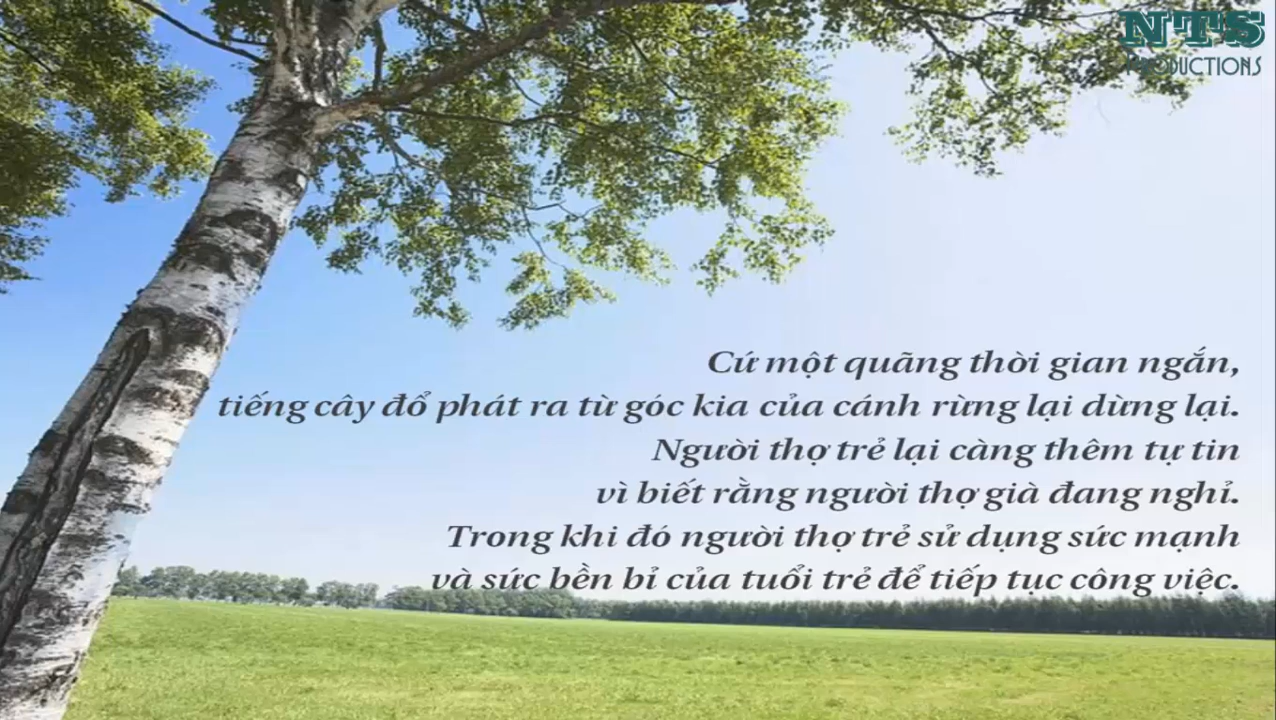 NTS
PRODUCTIONS
Cứ một quãng thời gian ngắn,
tiếng cây đổ phát ra từ góc kia của cánh rừng lại dừng lại.
Người thợ trẻ lại càng thêm tự tin
vì biết rằng người thợ già đang nghỉ.
Trong khi đó người thợ trẻ sử dụng sức mạnh
và sức bền bỉ của tuổi trẻ để tiếp tục công việc.